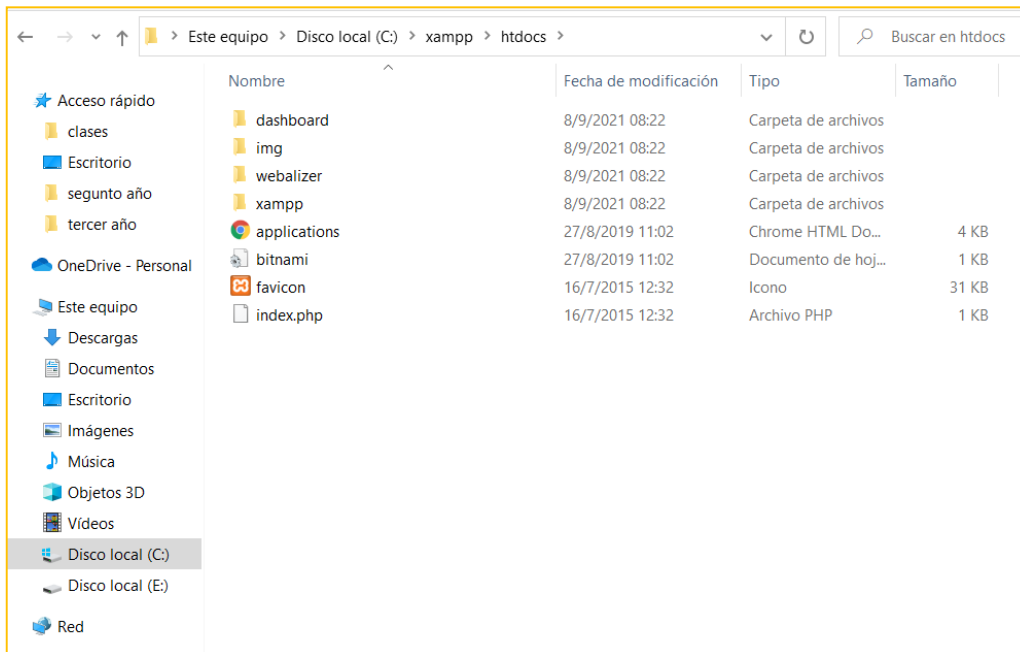 Este equipo Disco local (C:) xampp htdocs Buscar en htdocs
Nombre Fecha de modificación Tipo Tamaño
Acceso rápido
clases
Escritorio
segunto año
tercer año
OneDrive - Personal
Este equipo
Descargas
Documentos
Escritorio
Imágenes
Música
Objetos 3D
Vídeos
Disco local (C:)
Disco local (E:)
Red
dashboard 8/9/2021 08:22 Carpeta de archivos
img 8/9/2021 08:22 Carpeta de archivos
webalizer 8/9/2021 08:22 Carpeta de archivos
xampp 8/9/2021 08:22 Carpeta de archivos
applications 27/8/2019 11:02 Chrome HTML Do... 4 KB
bitnami 27/8/2019 11:02 Documento de hoj... 1 KB
favicon 16/7/2015 12:32 Icono 31 KB
index.php 16/7/2015 12:32 Archivo PHP 1 KB